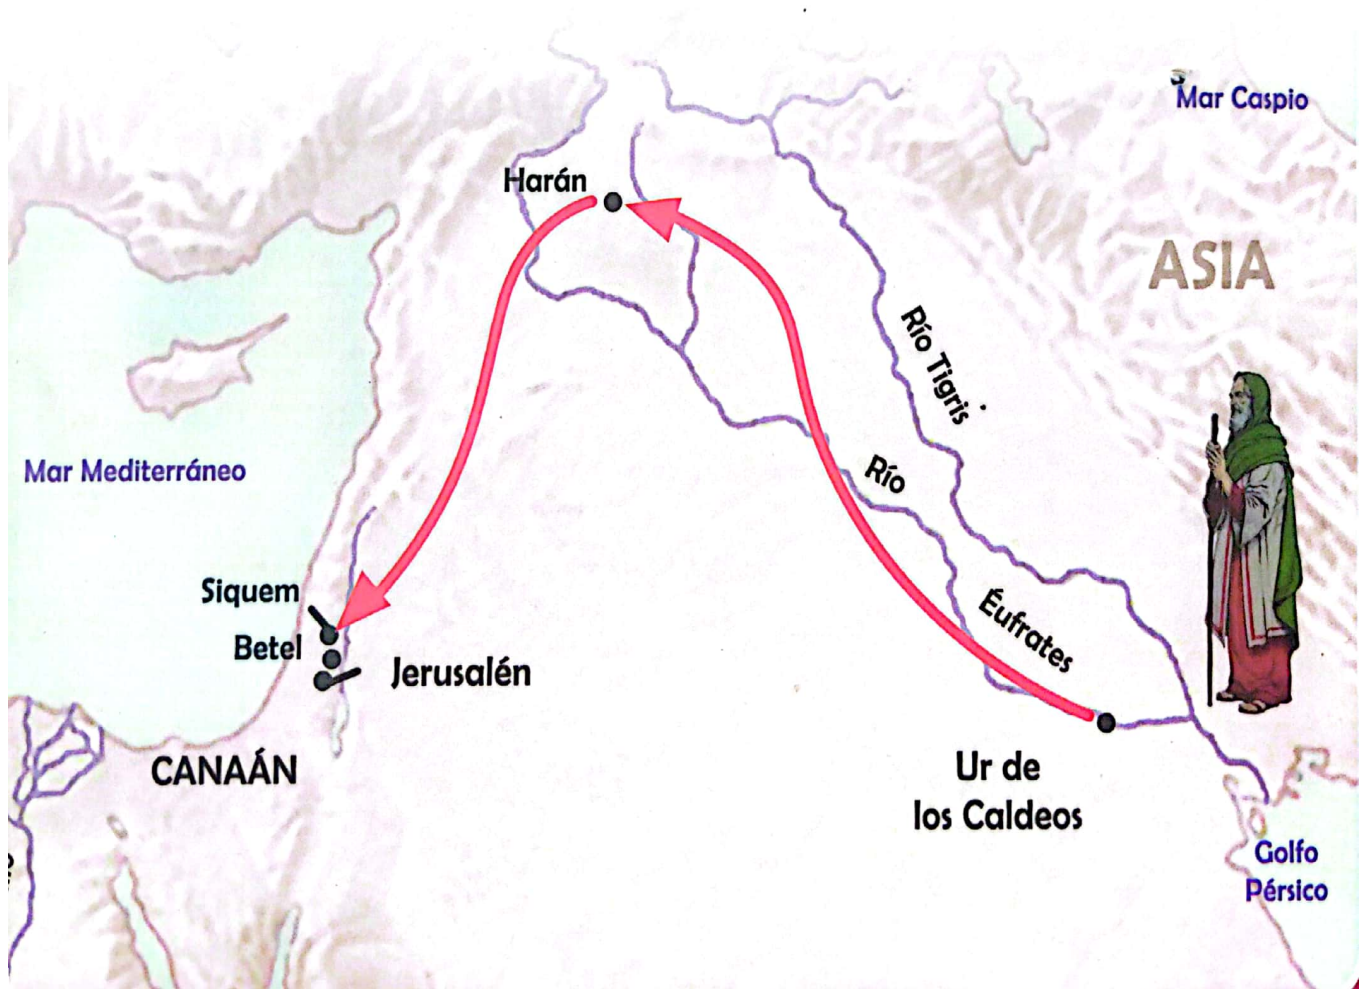 Mar Caspio
Harán
ASIA
Río Tigris
Mar Mediterráneo
Río
Éufrates
Siquem
Betel
Jerusalén
CANAÁN
Ur de
los Caldeos
Golfo
Pérsico